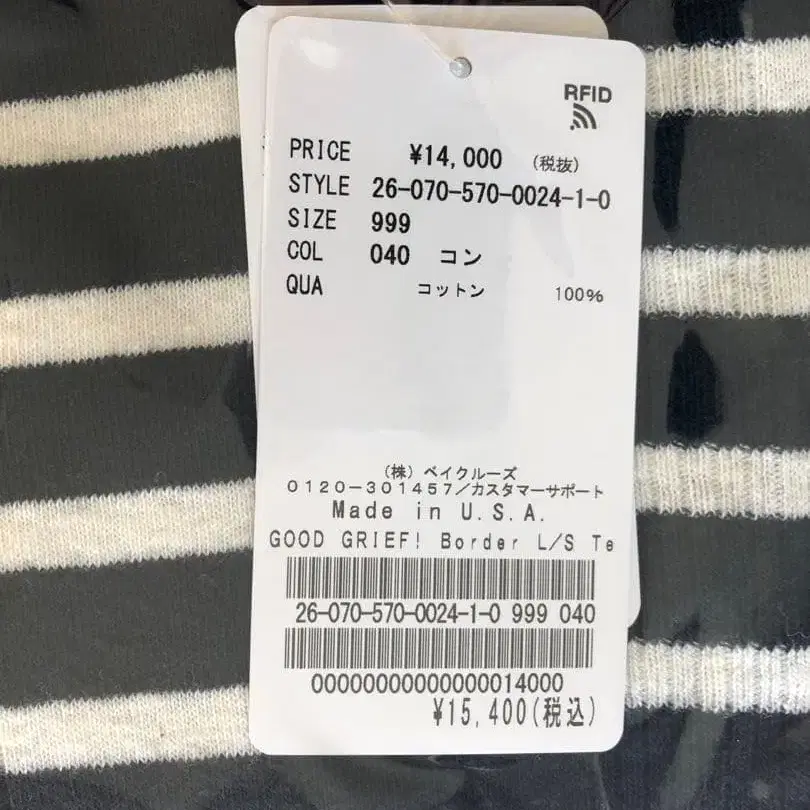 RFID
PRICE ¥14,000 (税抜)
STYLE 26-070-570-0024-1-0
SIZE 999
COL 040 コン
QUA コットン 100%
(株) ベイクルーズ
0120-301457/カスタマーサポート
Made in U.S.A.
GOOD GRIEF! Border L/S Te
26-070-570-0024-1-0 999 040
00000000000000014000
¥15,400(税込)